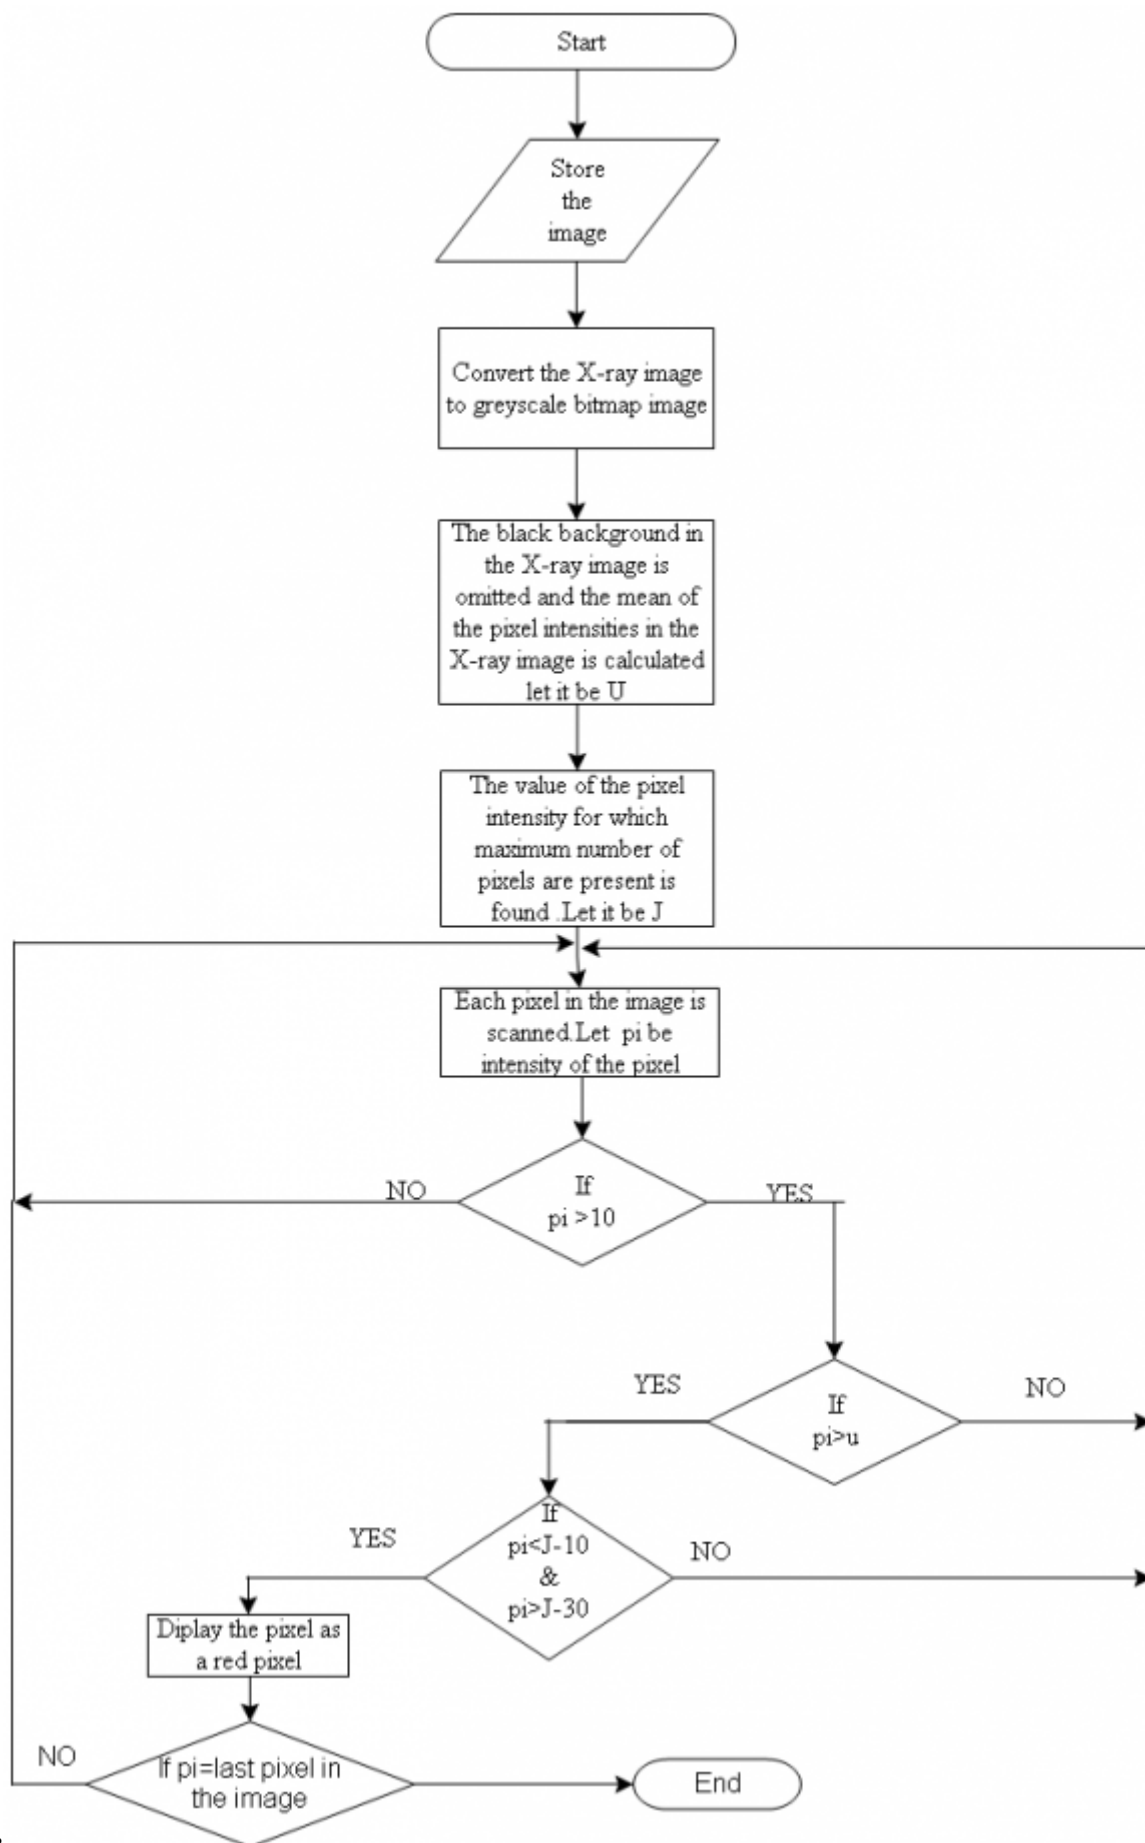 Start
Store
the
image
Convert the X-ray image
to greyscale bitmap image
The black background in
the X-ray image is
omitted and the mean of
the pixel intensities in the
X-ray image is calculated
let it be U
The value of the pixel
intensity for which
maximum number of
pixels are present is
found .Let it be J
Each pixel in the image is
scanned.Let pi be
intensity of the pixel
NO
If
pi >10
YES
YES
If
pi>u
NO
YES
If
pi<J-10
&
pi>J-30
NO
Diplay the pixel as
a red pixel
NO
If pi=last pixel in
the image
End